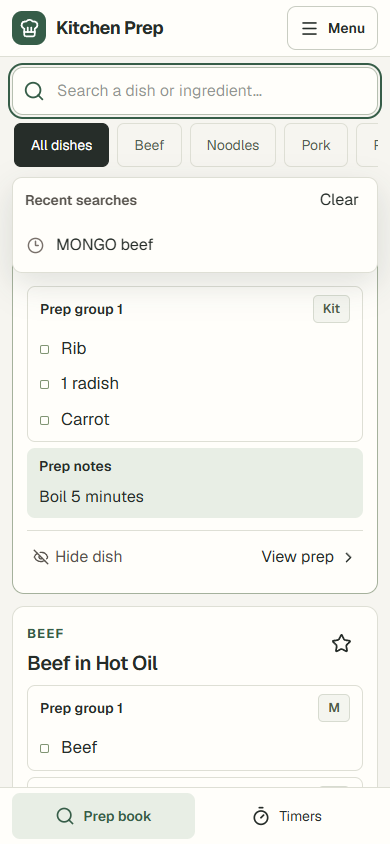 Kitchen Prep
Menu
Search a dish or ingredient…
All dishes
Beef
Noodles
Pork
Recent searches
Clear
MONGO beef
Prep group 1
Kit
Rib
1 radish
Carrot
Prep notes
Boil 5 minutes
Hide dish
View prep
BEEF
Beef in Hot Oil
Prep group 1
M
Beef
Prep book
Timers